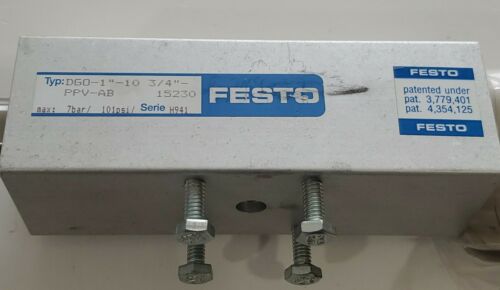 Typ: DGO-1"-10 3/4"-
PPV-AB 15230
max: 7bar/ 101psi/ Serie H941
FESTO
FESTO
patented under
pat. 3,779,401
pat. 4,354,125
FESTO